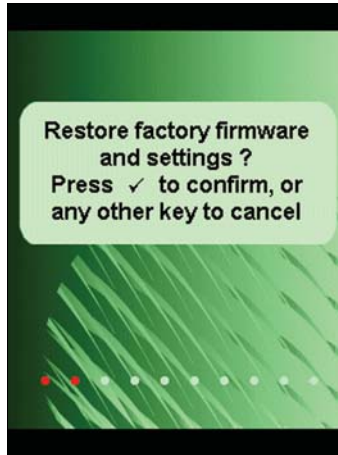 Restore factory firmware
and settings ?
Press ✓ to confirm, or
any other key to cancel